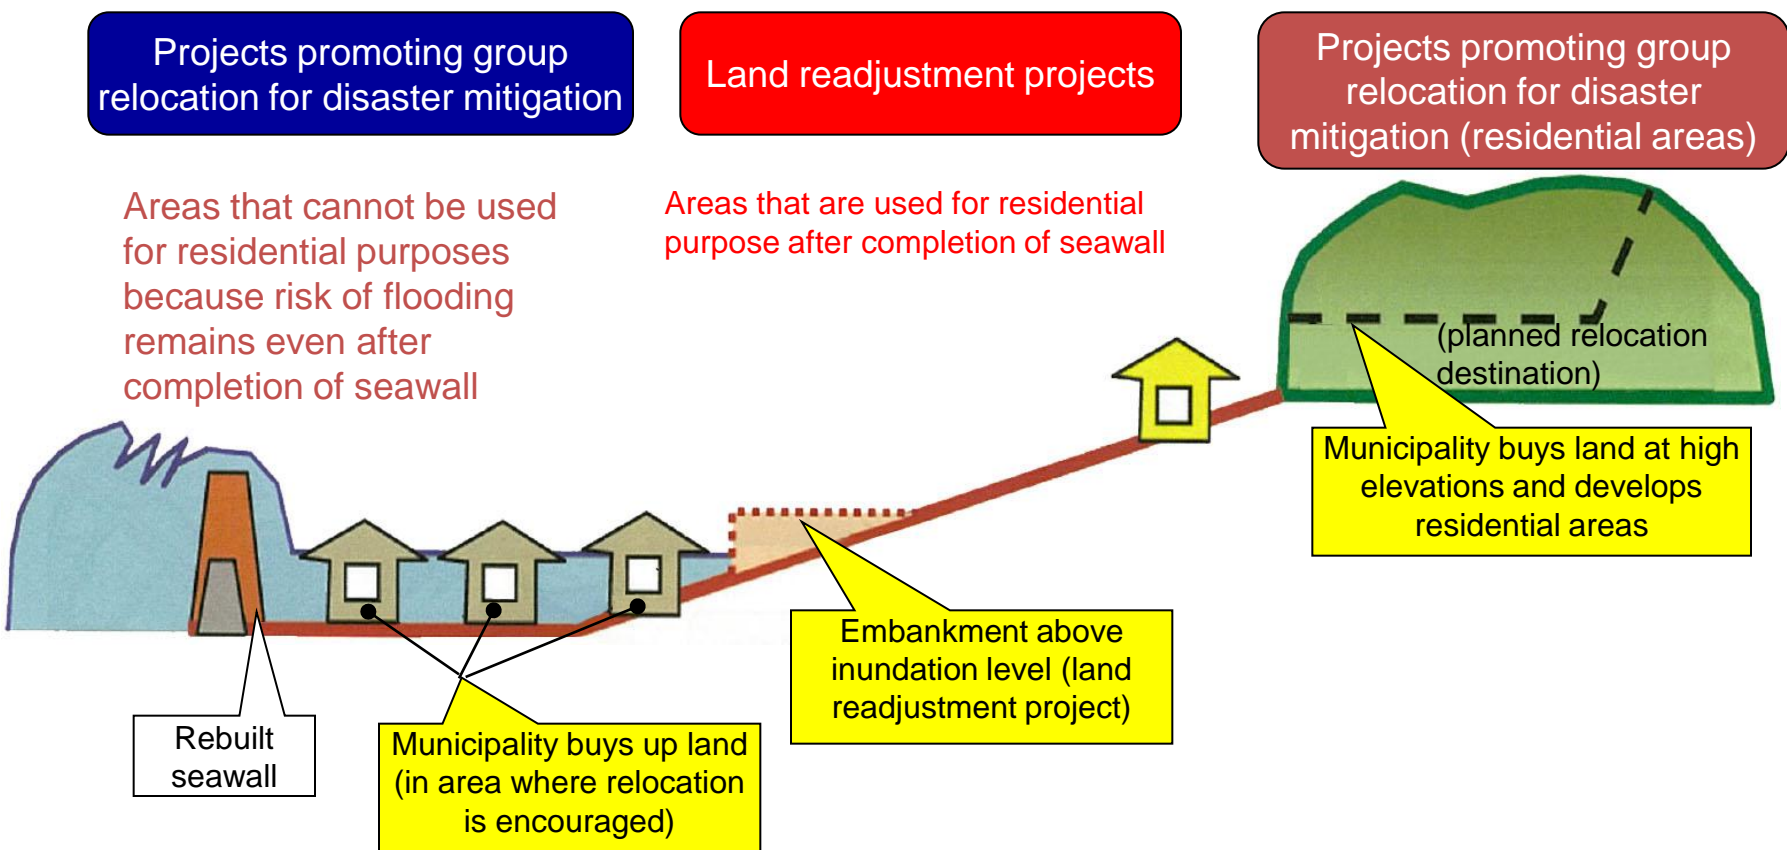 Projects promoting group
relocation for disaster mitigation
Land readjustment projects
Projects promoting group
relocation for disaster
mitigation (residential areas)
Areas that cannot be used
for residential purposes
because risk of flooding
remains even after
completion of seawall
Areas that are used for residential
purpose after completion of seawall
(planned relocation
destination)
Municipality buys land at high
elevations and develops
residential areas
Embankment above
inundation level (land
readjustment project)
Rebuilt
seawall
Municipality buys up land
(in area where relocation
is encouraged)